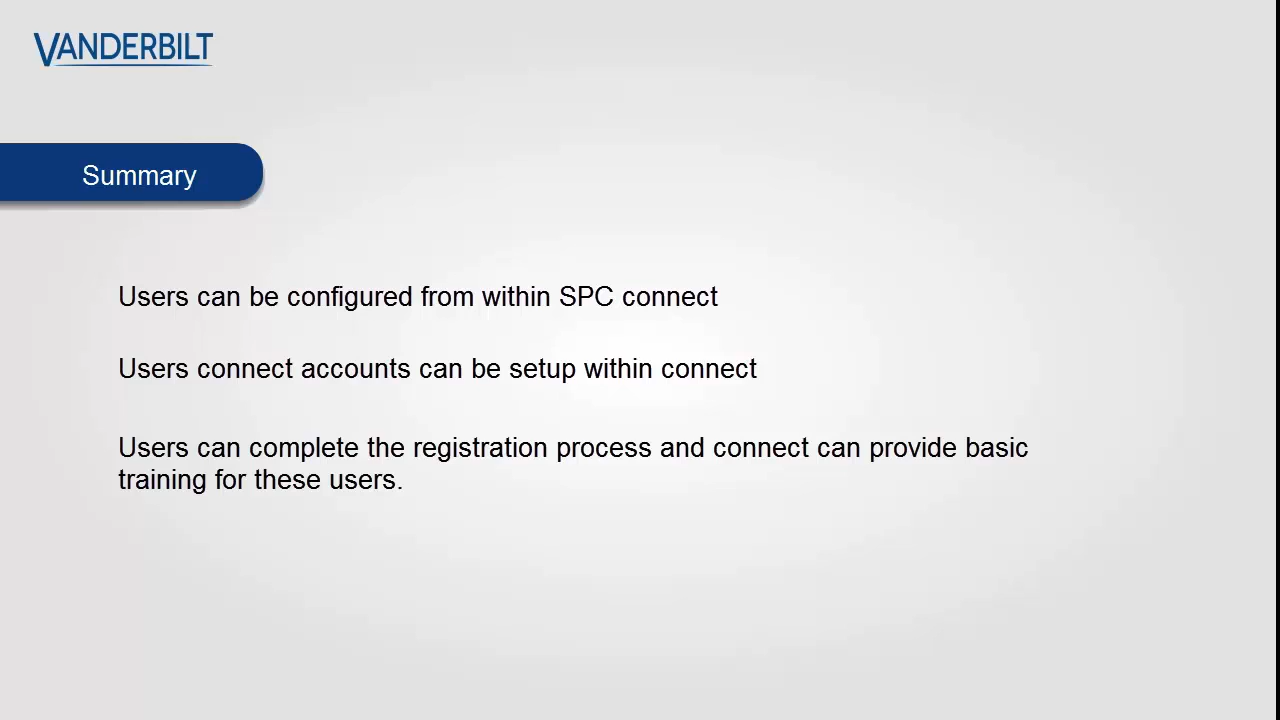 VANDERBILT
Summary
Users can be configured from within SPC connect
Users connect accounts can be setup within connect
Users can complete the registration process and connect can provide basic
training for these users.